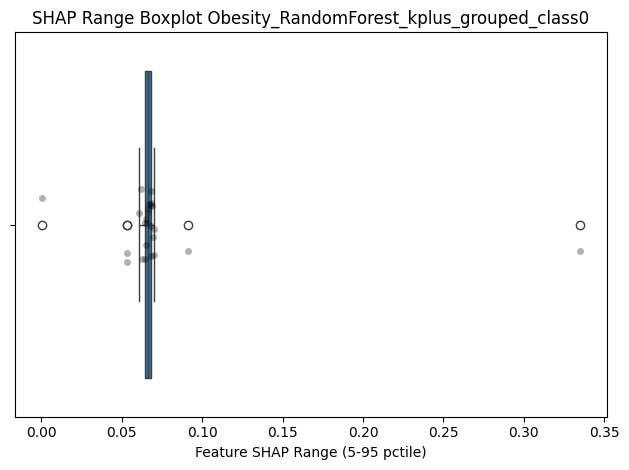 SHAP Range Boxplot Obesity_RandomForest_kplus_grouped_class0
0.00 0.05 0.10 0.15 0.20 0.25 0.30 0.35
Feature SHAP Range (5-95 pctile)